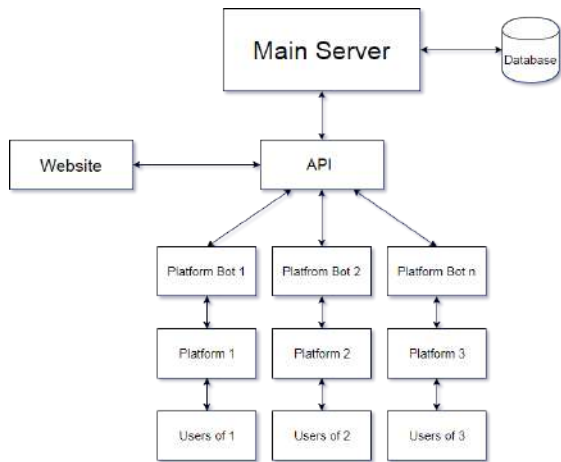 Main Server
Database
Website
API
Platform Bot 1
Platfrom Bot 2
Platform Bot n
Platform 1
Platform 2
Platform 3
Users of 1
Users of 2
Users of 3